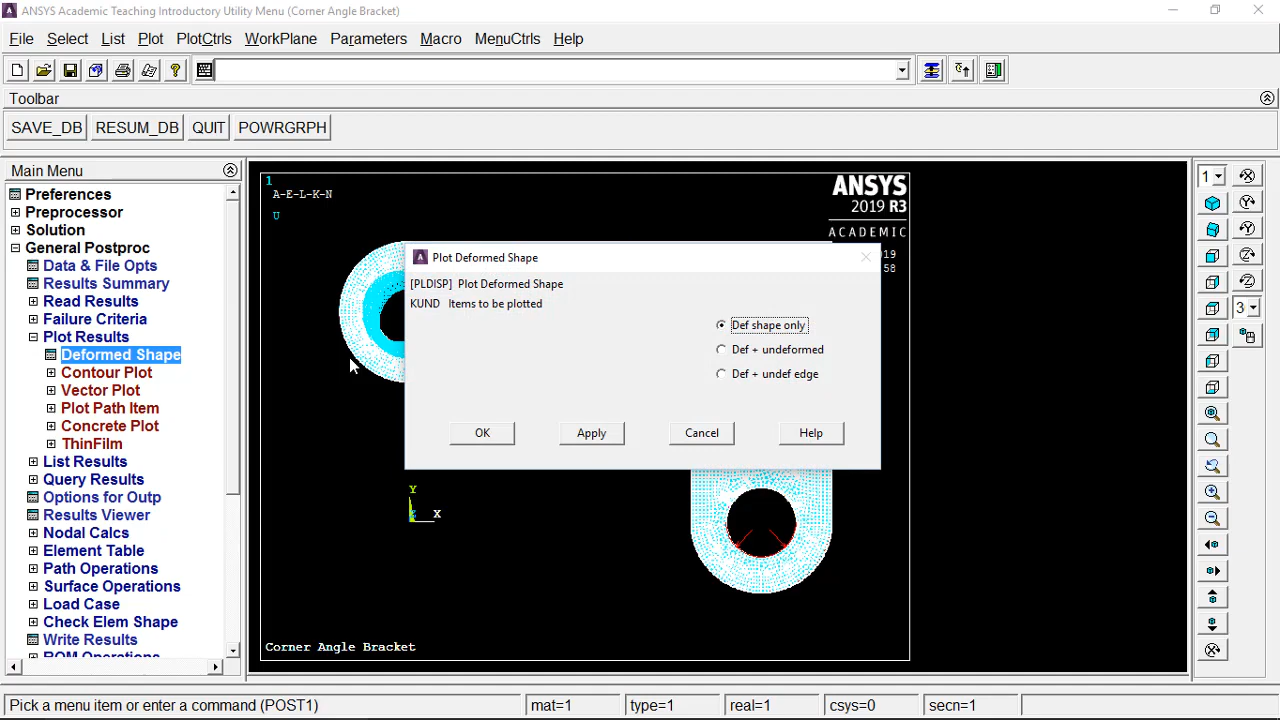 ANSYS Academic Teaching Introductory Utility Menu (Corner Angle Bracket)
File Select List Plot PlotCtrls WorkPlane Parameters Macro MenuCtrls Help
Toolbar
SAVE_DB RESUM_DB QUIT POWRGRPH
Main Menu
Preferences
Preprocessor
Solution
General Postproc
Data & File Opts
Results Summary
Read Results
Failure Criteria
Plot Results
Deformed Shape
Contour Plot
Vector Plot
Plot Path Item
Concrete Plot
ThinFilm
List Results
Query Results
Options for Outp
Results Viewer
Nodal Calcs
Element Table
Path Operations
Surface Operations
Load Case
Check Elem Shape
Write Results
ROM Operations
1
A-E-L-K-N
U
ANSYS
2019 R3
ACADEMIC
19
58
Plot Deformed Shape
[PLDISP] Plot Deformed Shape
KUND Items to be plotted
Def shape only
Def + undeformed
Def + undef edge
OK Apply Cancel Help
Y
Z X
Corner Angle Bracket
1
3
Pick a menu item or enter a command (POST1) mat=1 type=1 real=1 csys=0 secn=1